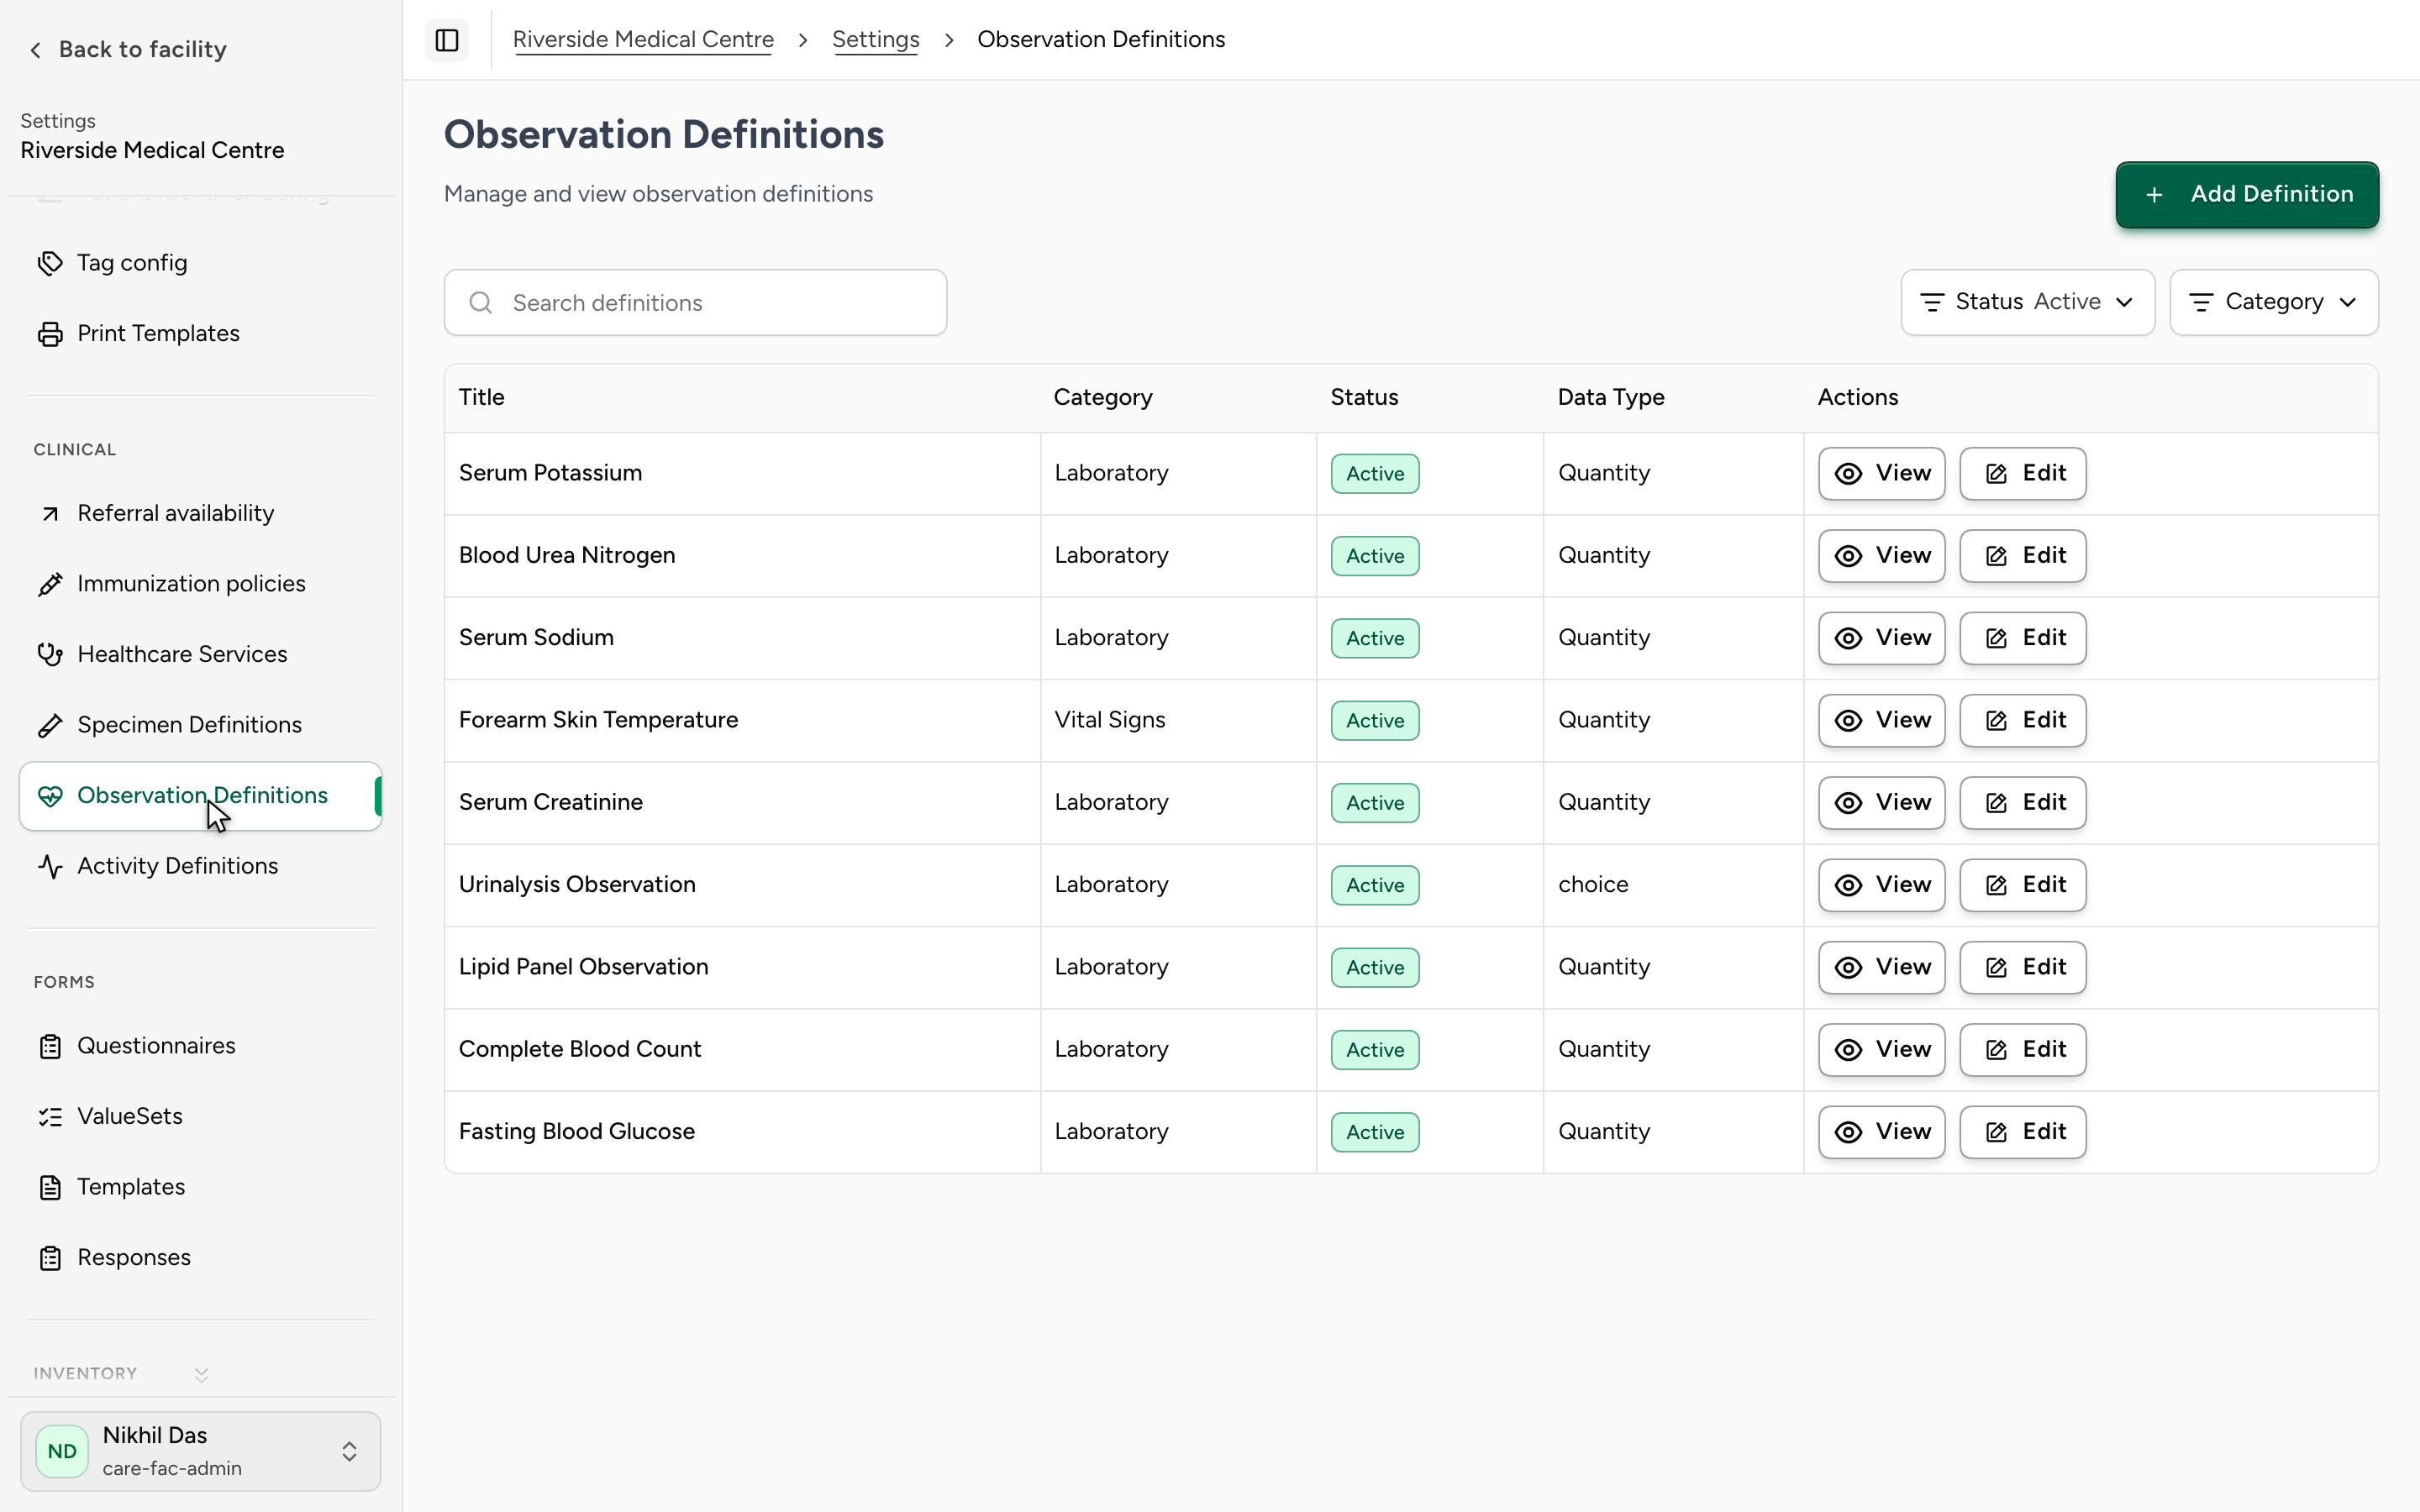 Back to facility
Settings
Riverside Medical Centre
Tag config
Print Templates
CLINICAL
Referral availability
Immunization policies
Healthcare Services
Specimen Definitions
Observation Definitions
Activity Definitions
FORMS
Questionnaires
ValueSets
Templates
Responses
INVENTORY
ND
Nikhil Das
care-fac-admin
Riverside Medical Centre > Settings > Observation Definitions
Observation Definitions
Manage and view observation definitions
Add Definition
Search definitions
Status Active
Category
Title Category Status Data Type Actions
Serum Potassium Laboratory Active Quantity View Edit
Blood Urea Nitrogen Laboratory Active Quantity View Edit
Serum Sodium Laboratory Active Quantity View Edit
Forearm Skin Temperature Vital Signs Active Quantity View Edit
Serum Creatinine Laboratory Active Quantity View Edit
Urinalysis Observation Laboratory Active choice View Edit
Lipid Panel Observation Laboratory Active Quantity View Edit
Complete Blood Count Laboratory Active Quantity View Edit
Fasting Blood Glucose Laboratory Active Quantity View Edit